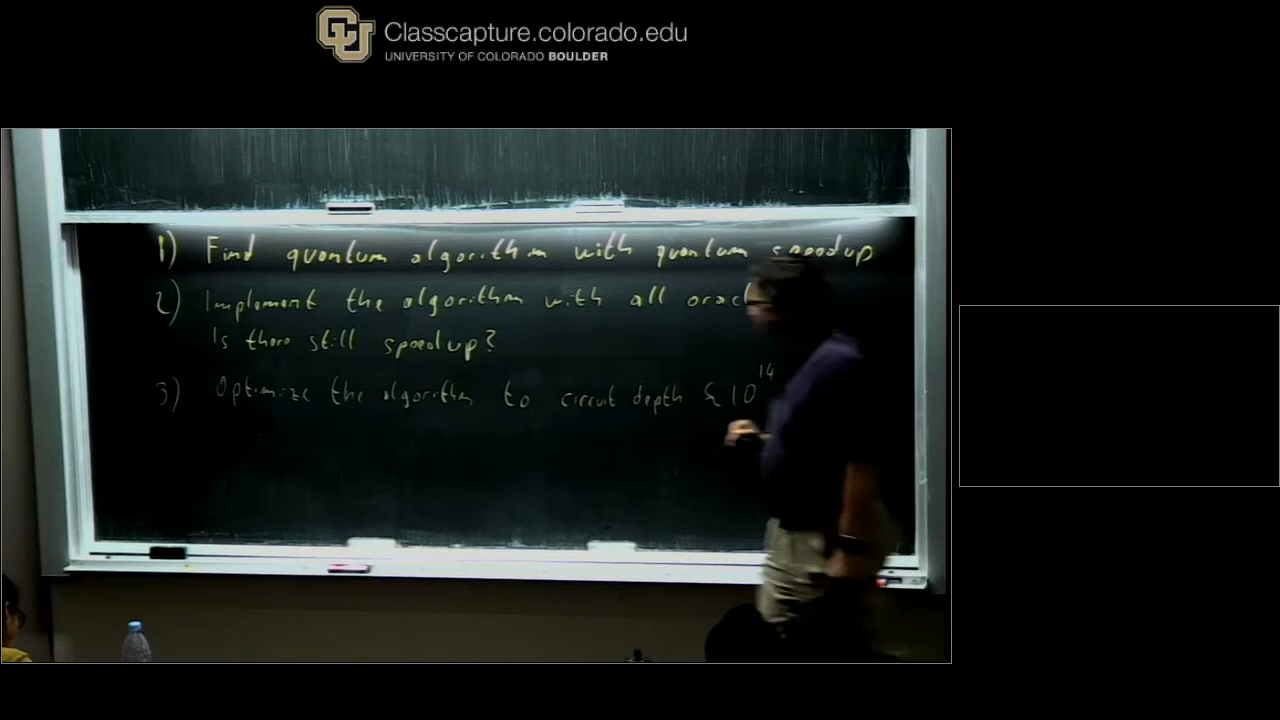 Classcapture.colorado.edu
UNIVERSITY OF COLORADO BOULDER
1) Find quantum algorithm with quantum speedup
2) Implement the algorithm with all orac
Is there still speedup?
3) Optimize the algorithm to circuit depth ≲ 10^14